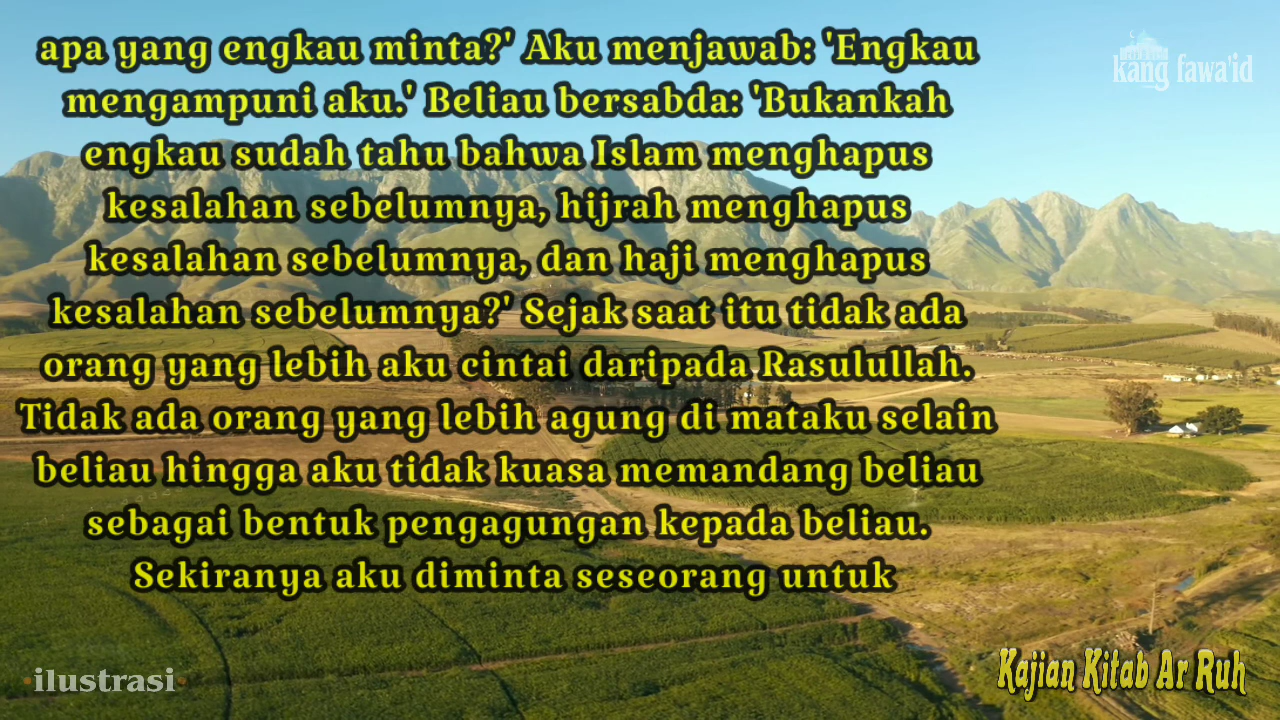 apa yang engkau minta?' Aku menjawab: 'Engkau
mengampuni aku.' Beliau bersabda: 'Bukankah
engkau sudah tahu bahwa Islam menghapus
kesalahan sebelumnya, hijrah menghapus
kesalahan sebelumnya, dan haji menghapus
kesalahan sebelumnya?' Sejak saat itu tidak ada
orang yang lebih aku cintai daripada Rasulullah.
Tidak ada orang yang lebih agung di mataku selain
beliau hingga aku tidak kuasa memandang beliau
sebagai bentuk pengagungan kepada beliau.
Sekiranya aku diminta seseorang untuk
kang fawa'id
ilustrasi
Kajian Kitab Ar Ruh